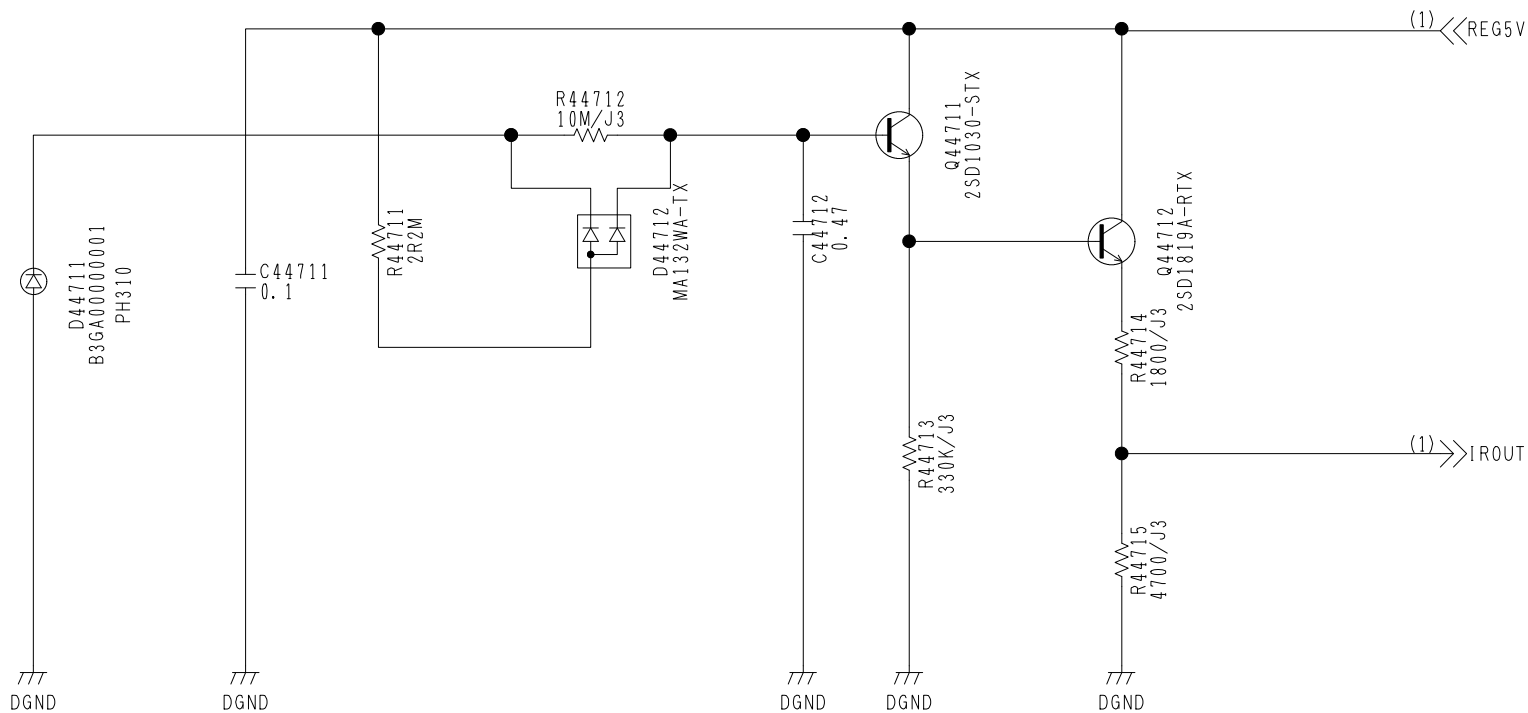 (1)
REG5V
R44712
10M/J3
Q44711
2SD1030-STX
R44711
2R2M
D44712
MA132WA-TX
C44712
0.47
Q44712
2SD1819A-RTX
D44711
B3GA00000001
PH310
C44711
0.1
R44714
1800/J3
R44713
330K/J3
(1)
IROUT
R44715
4700/J3
DGND
DGND
DGND
DGND
DGND